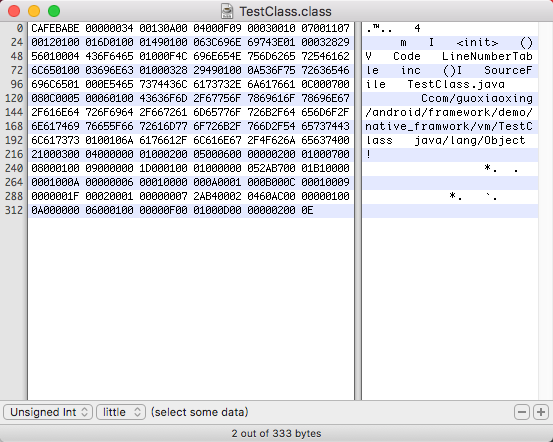 TestClass.class
0 CAFEBABE 00000034 00130A00 04000F09 00030010 07001107 .™.. 4
24 00120100 016D0100 01490100 063C696E 69743E01 00032829 m I <init> ()
48 56010004 436F6465 01000F4C 696E654E 756D6265 72546162 V Code LineNumberTab
72 6C650100 03696E63 01000328 29490100 0A536F75 72636546 le inc ()I SourceF
96 696C6501 000E5465 7374436C 6173732E 6A617661 0C000700 ile TestClass.java
120 080C0005 00060100 43636F6D 2F67756F 7869616F 78696E67 Ccom/guoxiaoxing
144 2F616E64 726F6964 2F667261 6D65776F 726B2F64 656D6F2F /android/framework/demo/
168 6E617469 76655F66 72616D77 6F726B2F 766D2F54 65737443 native_framwork/vm/TestC
192 6C617373 0100106A 6176612F 6C616E67 2F4F626A 65637400 lass java/lang/Object
216 21000300 04000000 01000200 05000600 00000200 01000700 !
240 08000100 09000000 1D000100 01000000 052AB700 01B10000 *. .
264 0001000A 00000006 00010000 000A0001 000B000C 00010009
288 0000001F 00020001 00000007 2AB40002 0460AC00 00000100 *. `.
312 0A000000 06000100 00000F00 01000D00 00000200 0E
Unsigned Int little (select some data)
2 out of 333 bytes